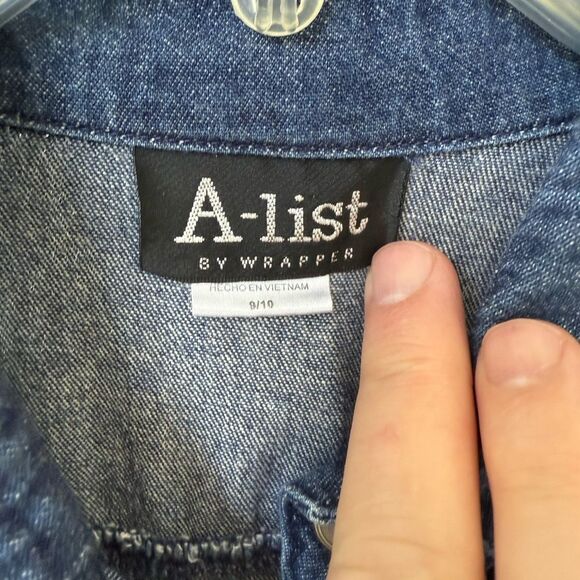 A-list
BY WRAPPER
HECHO EN VIETNAM
9/10